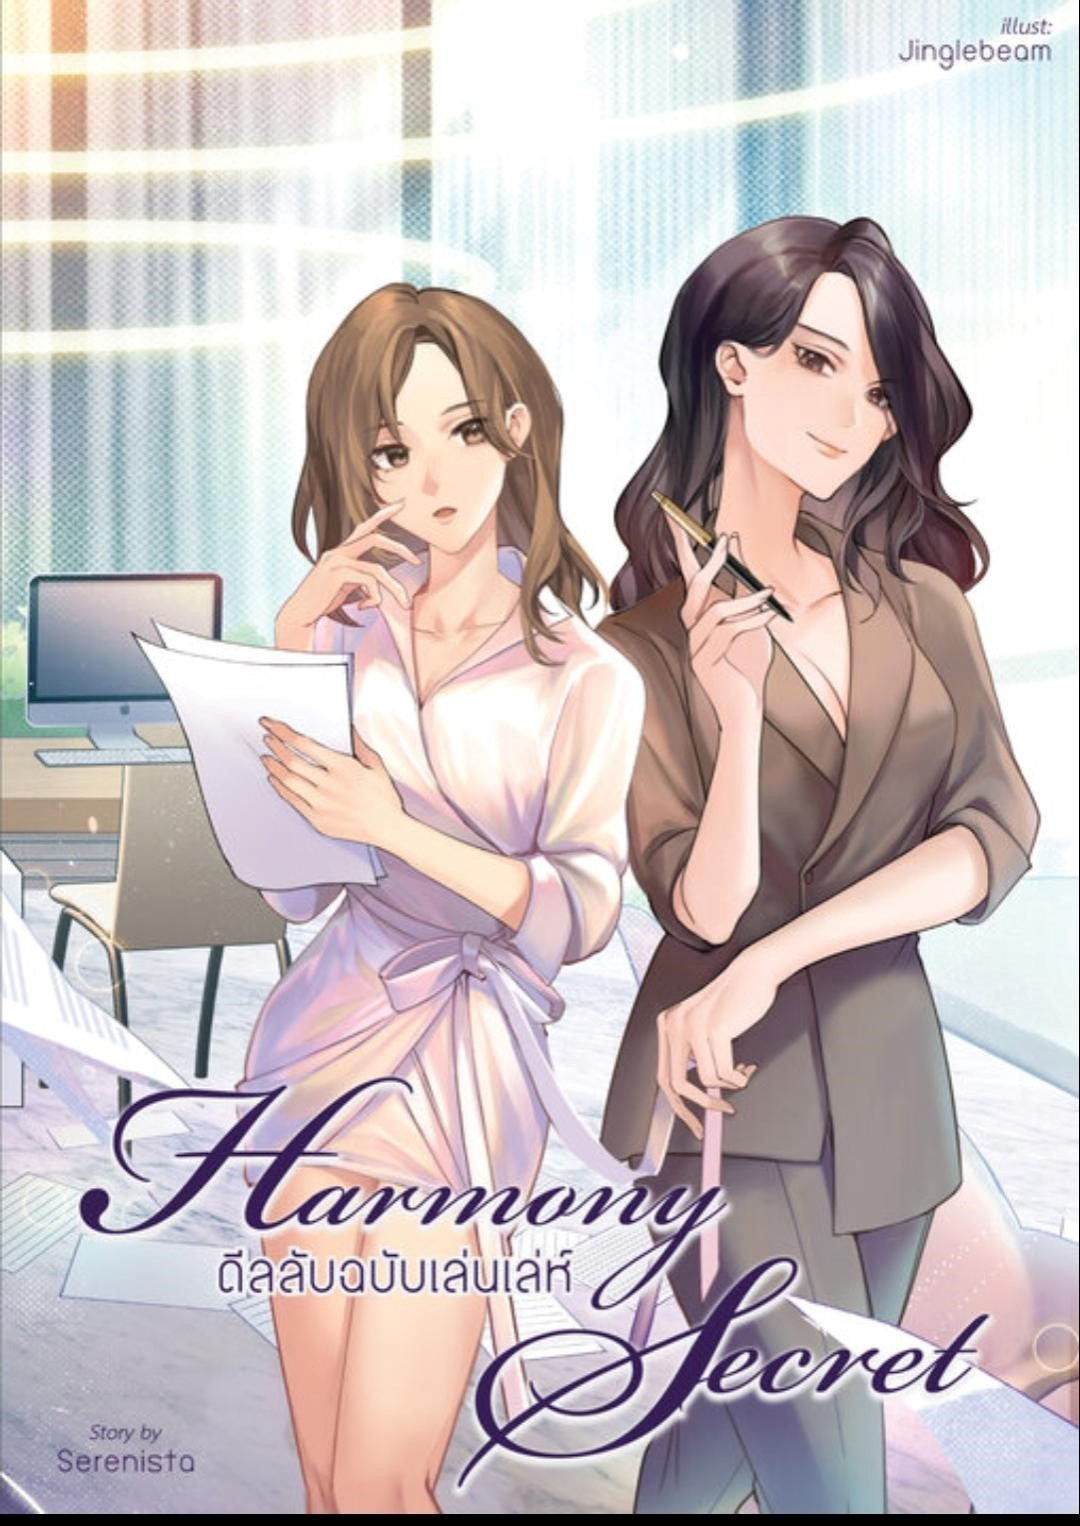 illust:
Jinglebeam
Harmony
ดีลลับฉบับเล่นเล่ห์
Secret
Story by
Serenista